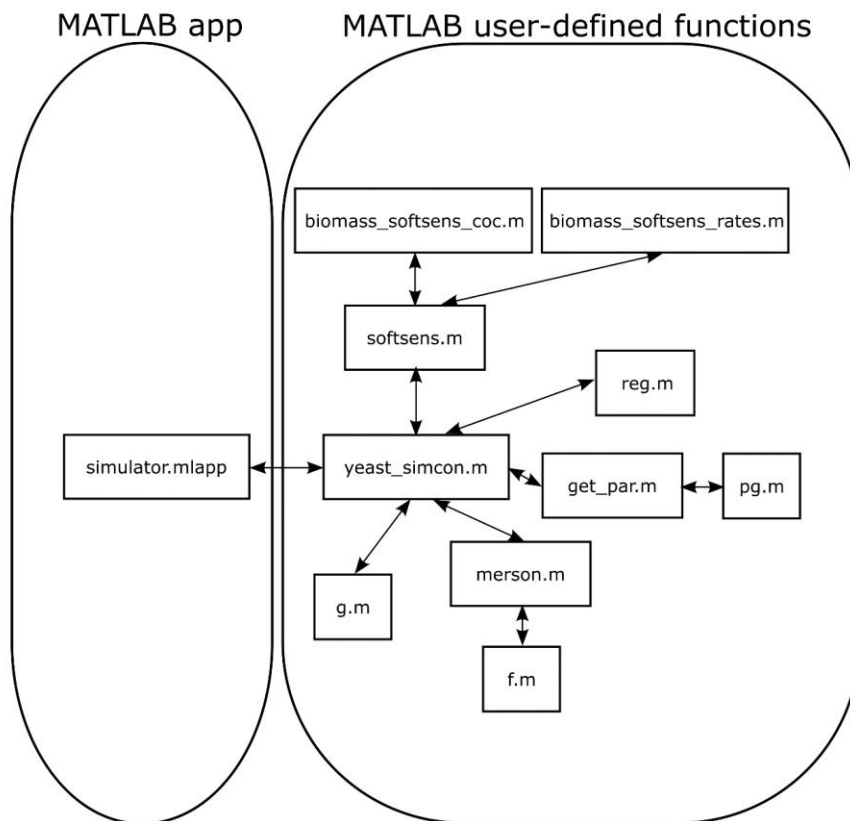 MATLAB app
MATLAB user-defined functions
biomass_softsens_coc.m
biomass_softsens_rates.m
softsens.m
reg.m
simulator.mlapp
yeast_simcon.m
get_par.m
pg.m
merson.m
g.m
f.m